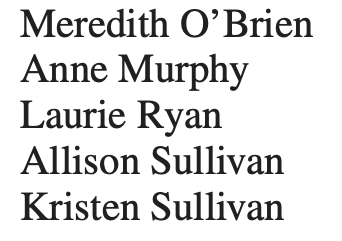 Meredith O’Brien
Anne Murphy
Laurie Ryan
Allison Sullivan
Kristen Sullivan